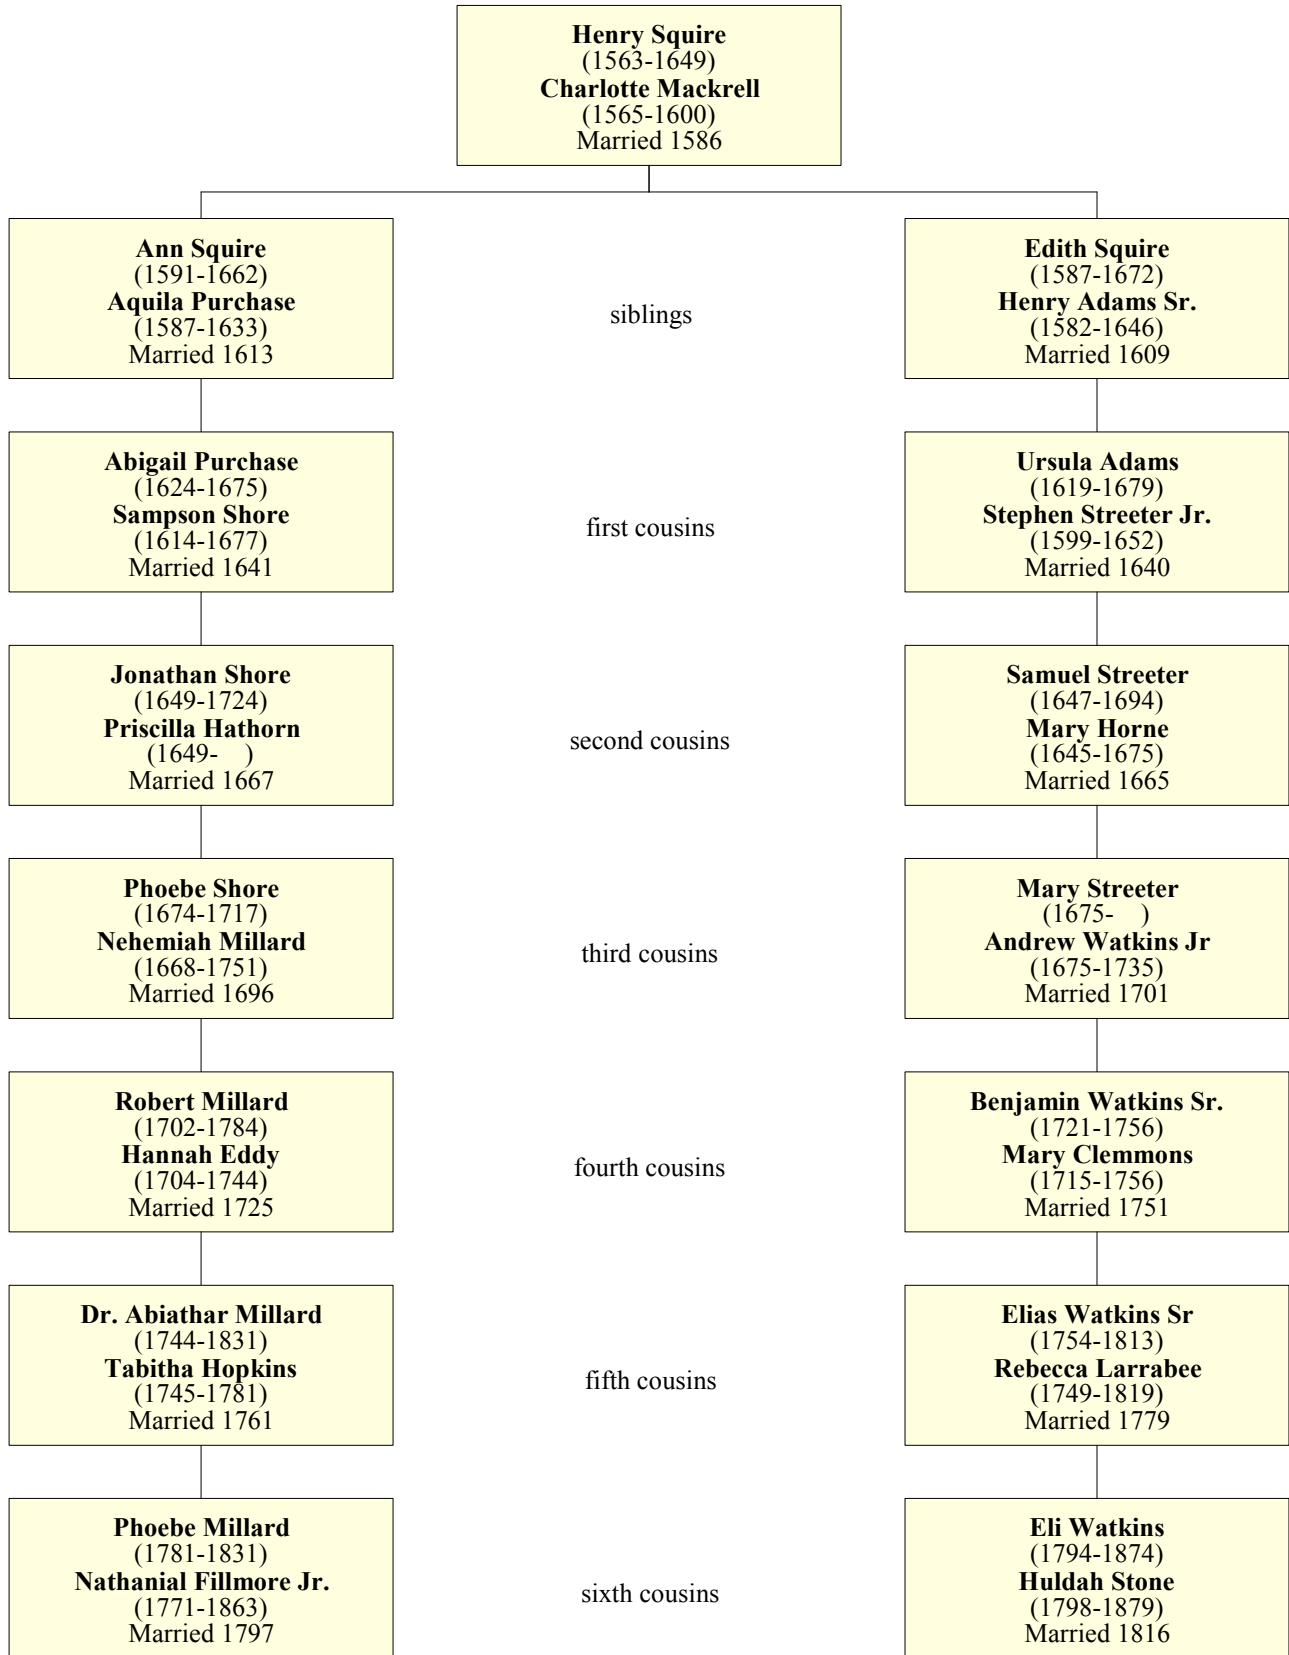 Henry Squire
(1563-1649)
Charlotte Mackrell
(1565-1600)
Married 1586
Ann Squire
(1591-1662)
Aquila Purchase
(1587-1633)
Married 1613
siblings
Edith Squire
(1587-1672)
Henry Adams Sr.
(1582-1646)
Married 1609
Abigail Purchase
(1624-1675)
Sampson Shore
(1614-1677)
Married 1641
first cousins
Ursula Adams
(1619-1679)
Stephen Streeter Jr.
(1599-1652)
Married 1640
Jonathan Shore
(1649-1724)
Priscilla Hathorn
(1649-    )
Married 1667
second cousins
Samuel Streeter
(1647-1694)
Mary Horne
(1645-1675)
Married 1665
Phoebe Shore
(1674-1717)
Nehemiah Millard
(1668-1751)
Married 1696
third cousins
Mary Streeter
(1675-    )
Andrew Watkins Jr
(1675-1735)
Married 1701
Robert Millard
(1702-1784)
Hannah Eddy
(1704-1744)
Married 1725
fourth cousins
Benjamin Watkins Sr.
(1721-1756)
Mary Clemmons
(1715-1756)
Married 1751
Dr. Abiathar Millard
(1744-1831)
Tabitha Hopkins
(1745-1781)
Married 1761
fifth cousins
Elias Watkins Sr
(1754-1813)
Rebecca Larrabee
(1749-1819)
Married 1779
Phoebe Millard
(1781-1831)
Nathanial Fillmore Jr.
(1771-1863)
Married 1797
sixth cousins
Eli Watkins
(1794-1874)
Huldah Stone
(1798-1879)
Married 1816